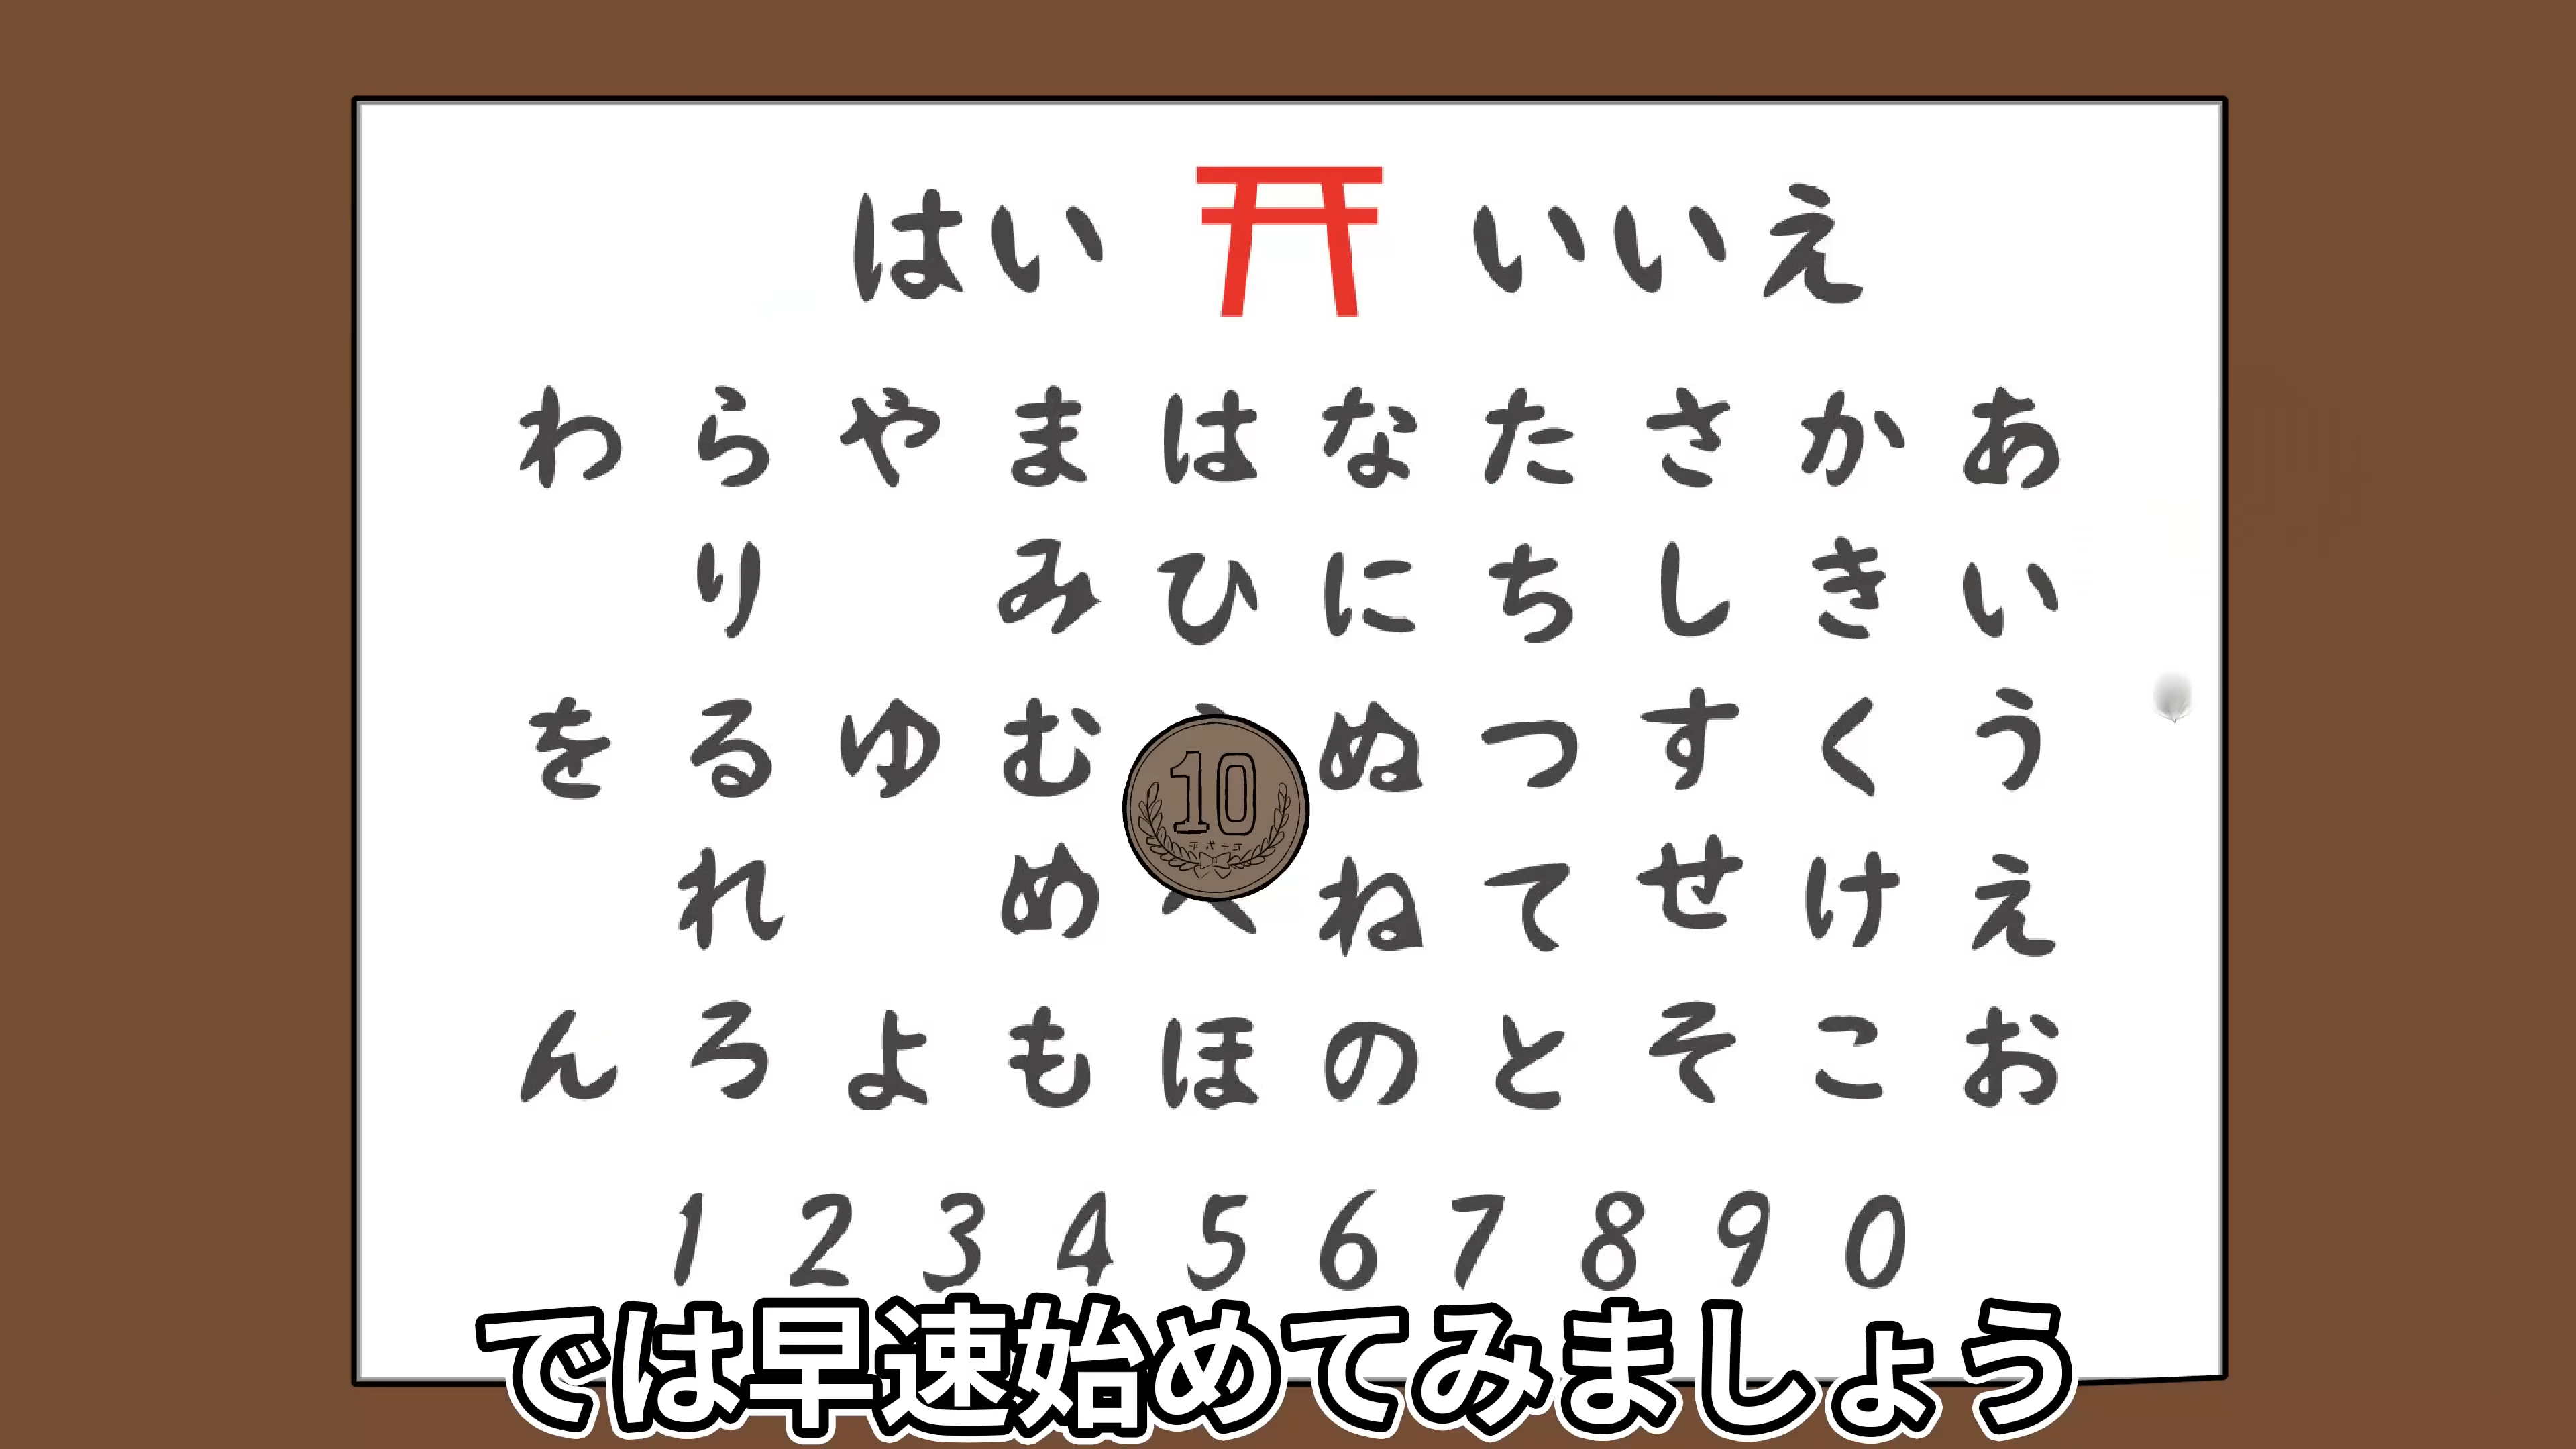 はい いいえ
わ ら や ま は な た さ か あ
り み ひ に ち し き い
を る ゆ む ぬ つ す く う
れ め へ ね て せ け え
ん ろ よ も ほ の と そ こ お
10
1 2 3 4 5 6 7 8 9 0
では早速始めてみましょう